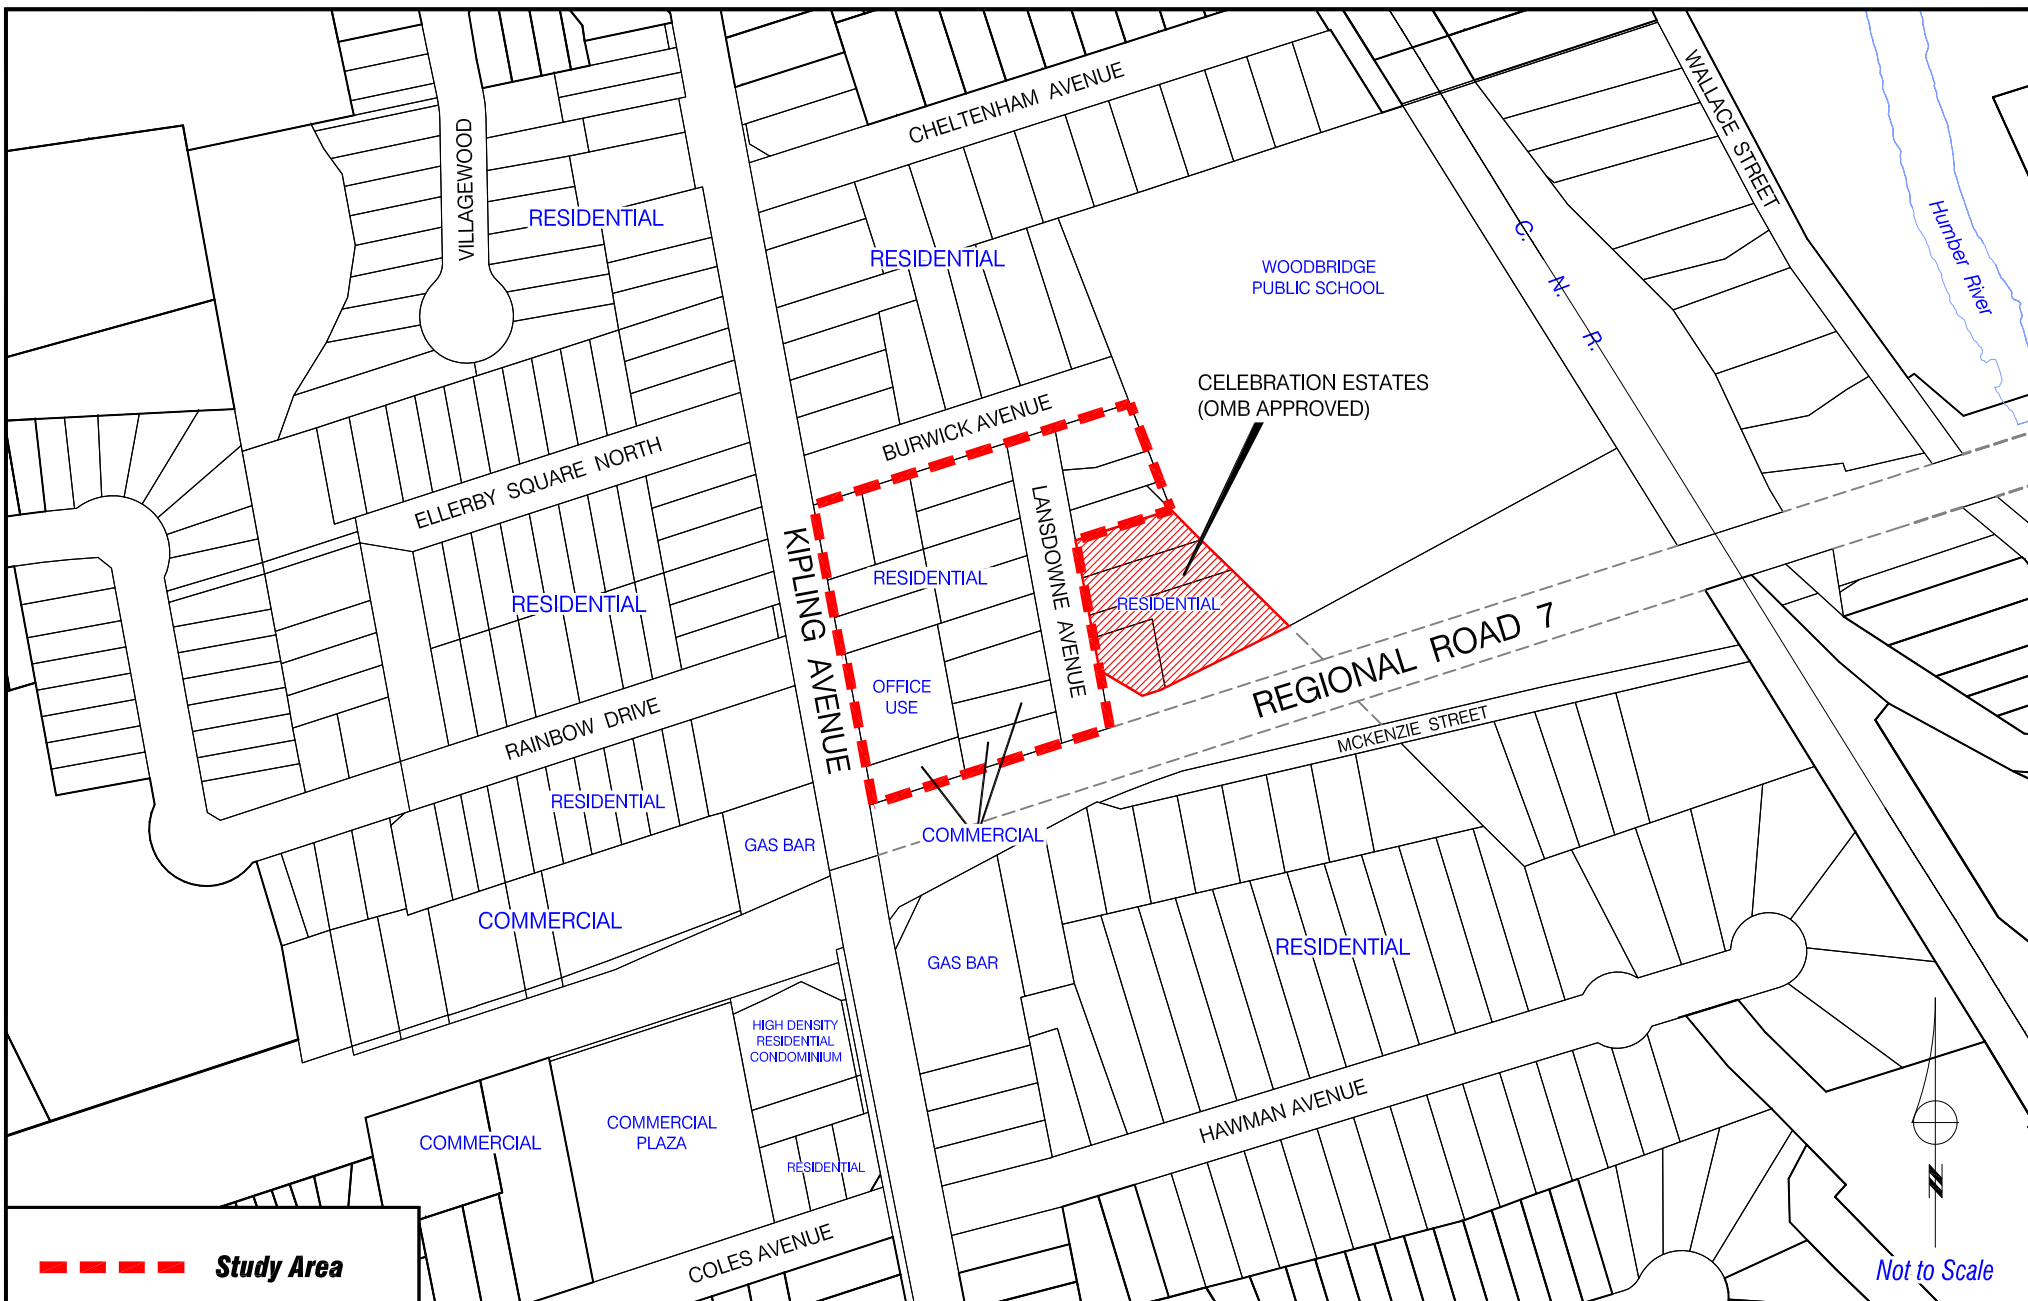 CHELTENHAM AVENUE
WALLACE STREET
VILLAGEWOOD
RESIDENTIAL
RESIDENTIAL
WOODBRIDGE
PUBLIC SCHOOL
C. N. R.
Humber River
CELEBRATION ESTATES
(OMB APPROVED)
BURWICK AVENUE
ELLERBY SQUARE NORTH
KIPLING AVENUE
LANSDOWNE AVENUE
RESIDENTIAL
RESIDENTIAL
RESIDENTIAL
REGIONAL ROAD 7
OFFICE
USE
RAINBOW DRIVE
MCKENZIE STREET
RESIDENTIAL
GAS BAR
COMMERCIAL
COMMERCIAL
GAS BAR
RESIDENTIAL
HIGH DENSITY
RESIDENTIAL
CONDOMINIUM
COMMERCIAL
COMMERCIAL
PLAZA
RESIDENTIAL
HAWMAN AVENUE
COLES AVENUE
N
Study Area
Not to Scale